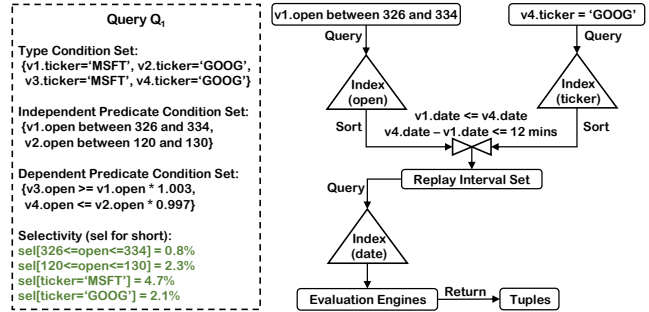 Query Q1
Type Condition Set:
{v1.ticker=‘MSFT’, v2.ticker=‘GOOG’,
v3.ticker=‘MSFT’, v4.ticker=‘GOOG’}
Independent Predicate Condition Set:
{v1.open between 326 and 334,
v2.open between 120 and 130}
Dependent Predicate Condition Set:
{v3.open >= v1.open * 1.003,
v4.open <= v2.open * 0.997}
Selectivity (sel for short):
sel[326<=open<=334] = 0.8%
sel[120<=open<=130] = 2.3%
sel[ticker=‘MSFT’] = 4.7%
sel[ticker=‘GOOG’] = 2.1%
v1.open between 326 and 334
v4.ticker = ‘GOOG’
Query
Query
Index
(open)
Index
(ticker)
v1.date <= v4.date
v4.date – v1.date <= 12 mins
Sort
Sort
Replay Interval Set
Query
Index
(date)
Evaluation Engines
Return
Tuples